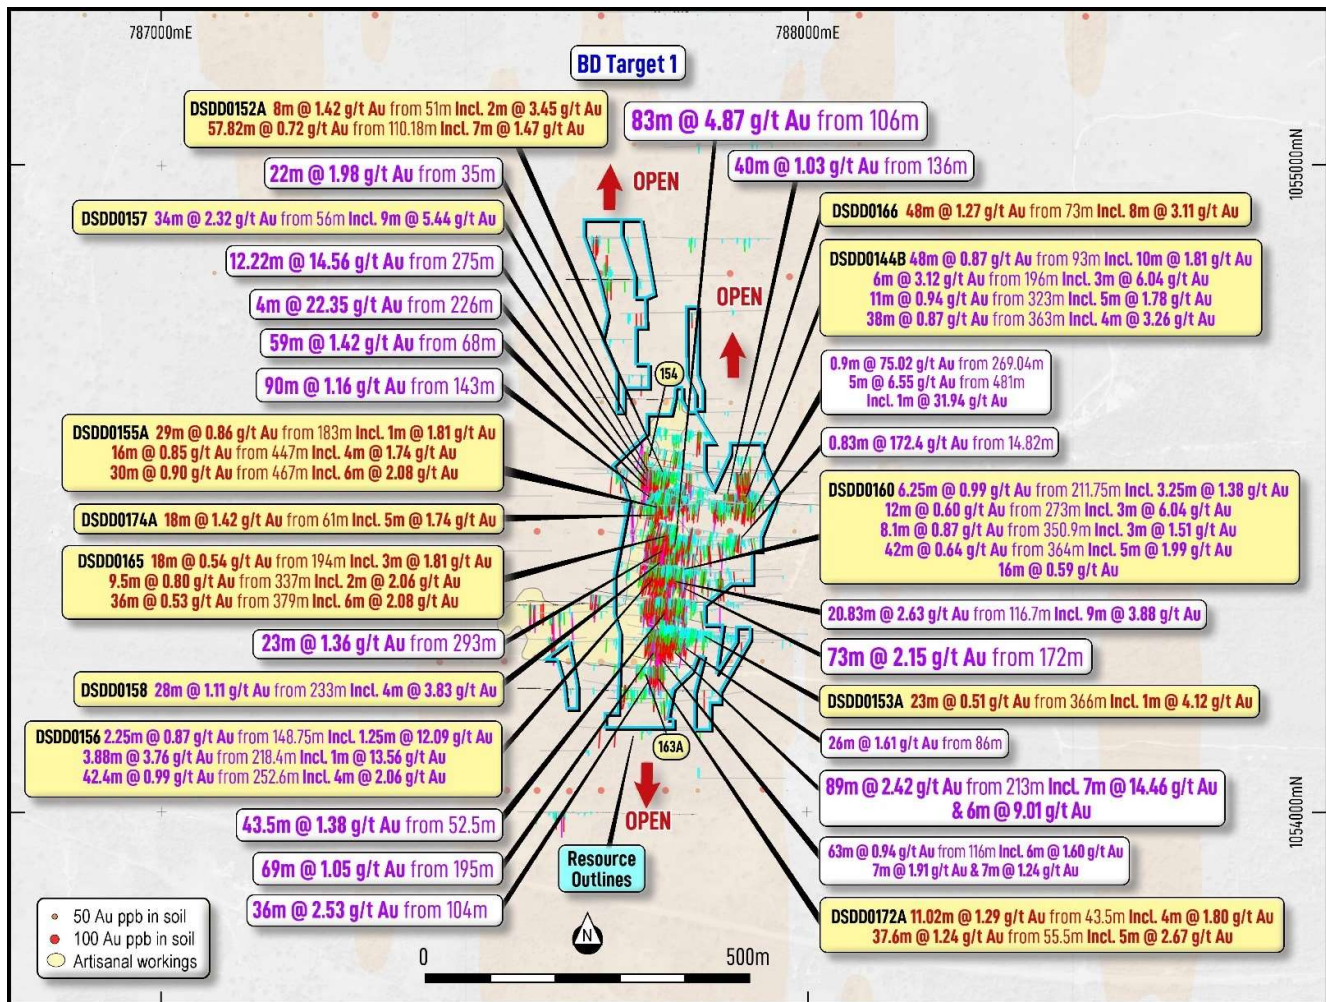 787000mE
788000mE
BD Target 1
DSDD0152A 8m @ 1.42 g/t Au from 51m Incl. 2m @ 3.45 g/t Au
57.82m @ 0.72 g/t Au from 110.18m Incl. 7m @ 1.47 g/t Au
22m @ 1.98 g/t Au from 35m
DSDD0157 34m @ 2.32 g/t Au from 56m Incl. 9m @ 5.44 g/t Au
12.22m @ 14.56 g/t Au from 275m
4m @ 22.35 g/t Au from 226m
59m @ 1.42 g/t Au from 68m
90m @ 1.16 g/t Au from 143m
DSDD0155A 29m @ 0.86 g/t Au from 183m Incl. 1m @ 1.81 g/t Au
16m @ 0.85 g/t Au from 447m Incl. 4m @ 1.74 g/t Au
30m @ 0.90 g/t Au from 467m Incl. 6m @ 2.08 g/t Au
DSDD0174A 18m @ 1.42 g/t Au from 61m Incl. 5m @ 1.74 g/t Au
DSDD0165 18m @ 0.54 g/t Au from 194m Incl. 3m @ 1.81 g/t Au
9.5m @ 0.80 g/t Au from 337m Incl. 2m @ 2.06 g/t Au
36m @ 0.53 g/t Au from 379m Incl. 6m @ 2.08 g/t Au
23m @ 1.36 g/t Au from 293m
DSDD0158 28m @ 1.11 g/t Au from 233m Incl. 4m @ 3.83 g/t Au
DSDD0156 2.25m @ 0.87 g/t Au from 148.75m Incl. 1.25m @ 12.09 g/t Au
3.88m @ 3.76 g/t Au from 218.4m Incl. 1m @ 13.56 g/t Au
42.4m @ 0.99 g/t Au from 252.6m Incl. 4m @ 2.06 g/t Au
43.5m @ 1.38 g/t Au from 52.5m
69m @ 1.05 g/t Au from 195m
36m @ 2.53 g/t Au from 104m
83m @ 4.87 g/t Au from 106m
40m @ 1.03 g/t Au from 136m
DSDD0166 48m @ 1.27 g/t Au from 73m Incl. 8m @ 3.11 g/t Au
DSDD0144B 48m @ 0.87 g/t Au from 93m Incl. 10m @ 1.81 g/t Au
6m @ 3.12 g/t Au from 196m Incl. 3m @ 6.04 g/t Au
11m @ 0.94 g/t Au from 323m Incl. 5m @ 1.78 g/t Au
38m @ 0.87 g/t Au from 363m Incl. 4m @ 3.26 g/t Au
0.9m @ 75.02 g/t Au from 269.04m
5m @ 6.55 g/t Au from 481m
Incl. 1m @ 31.94 g/t Au
0.83m @ 172.4 g/t Au from 14.82m
DSDD0160 6.25m @ 0.99 g/t Au from 211.75m Incl. 3.25m @ 1.38 g/t Au
12m @ 0.60 g/t Au from 273m Incl. 3m @ 6.04 g/t Au
8.1m @ 0.87 g/t Au from 350.9m Incl. 3m @ 1.51 g/t Au
42m @ 0.64 g/t Au from 364m Incl. 5m @ 1.99 g/t Au
16m @ 0.59 g/t Au
20.83m @ 2.63 g/t Au from 116.7m Incl. 9m @ 3.88 g/t Au
73m @ 2.15 g/t Au from 172m
DSDD0153A 23m @ 0.51 g/t Au from 366m Incl. 1m @ 4.12 g/t Au
26m @ 1.61 g/t Au from 86m
89m @ 2.42 g/t Au from 213m Incl. 7m @ 14.46 g/t Au
& 6m @ 9.01 g/t Au
63m @ 0.94 g/t Au from 116m Incl. 6m @ 1.60 g/t Au
7m @ 1.91 g/t Au & 7m @ 1.24 g/t Au
DSDD0172A 11.02m @ 1.29 g/t Au from 43.5m Incl. 4m @ 1.80 g/t Au
37.6m @ 1.24 g/t Au from 55.5m Incl. 5m @ 2.67 g/t Au
OPEN
OPEN
154
163A
OPEN
Resource
Outlines
1055000mN
1054000mN
50 Au ppb in soil
100 Au ppb in soil
Artisanal workings
N
0
500m